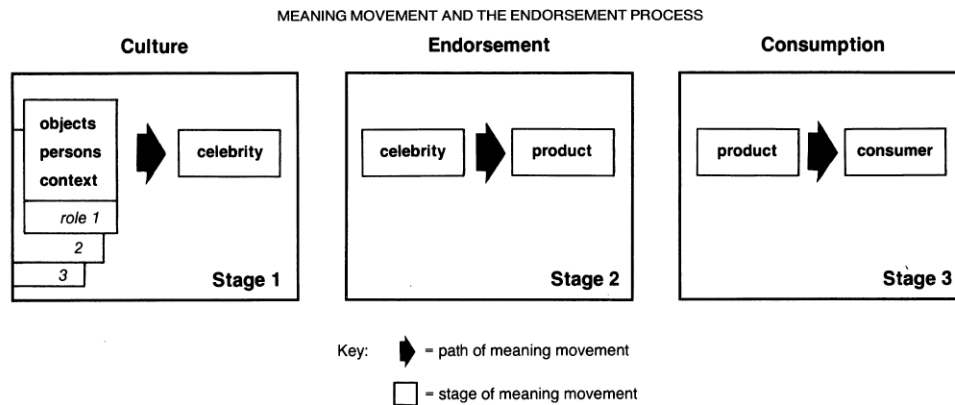 MEANING MOVEMENT AND THE ENDORSEMENT PROCESS
Culture
Endorsement
Consumption
objects
persons
context
role 1
2
3
celebrity
Stage 1
celebrity
product
Stage 2
product
consumer
Stage 3
Key:
= path of meaning movement
= stage of meaning movement